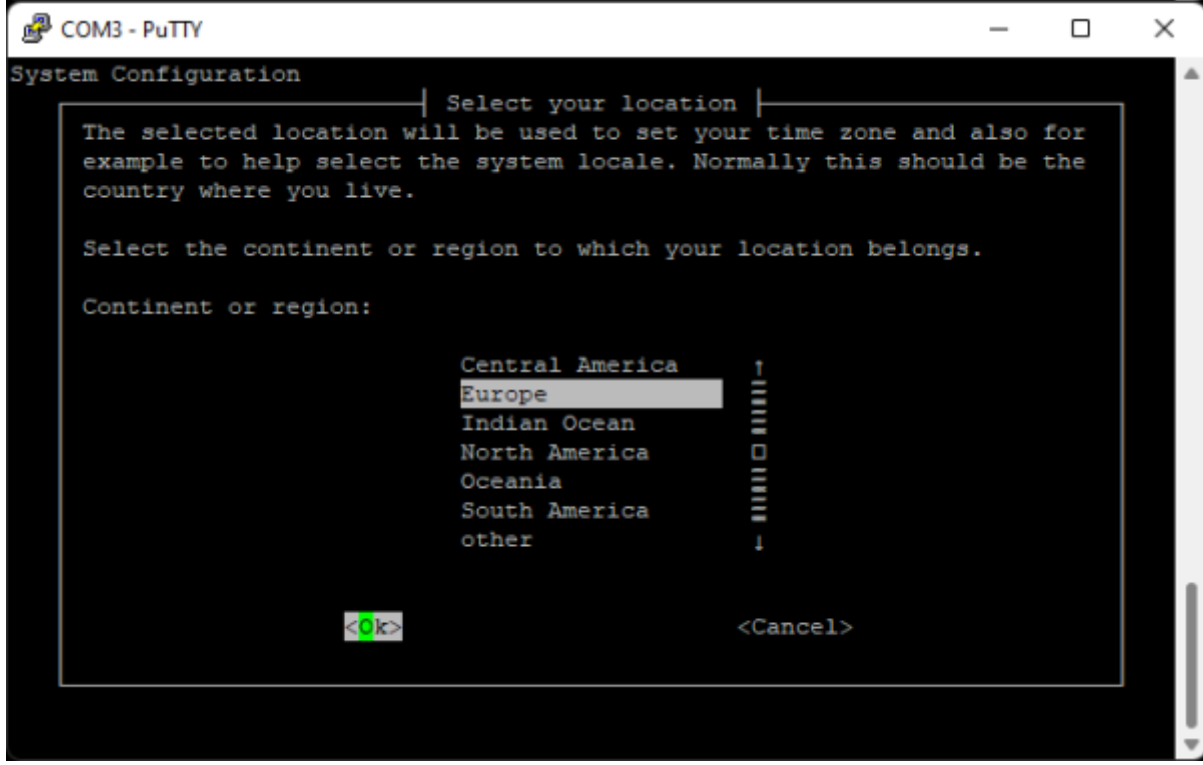 COM3 - PuTTY
System Configuration
Select your location
The selected location will be used to set your time zone and also for
example to help select the system locale. Normally this should be the
country where you live.
Select the continent or region to which your location belongs.
Continent or region:
Central America ↑
Europe
Indian Ocean
North America
Oceania
South America
other ↓
<Ok> <Cancel>